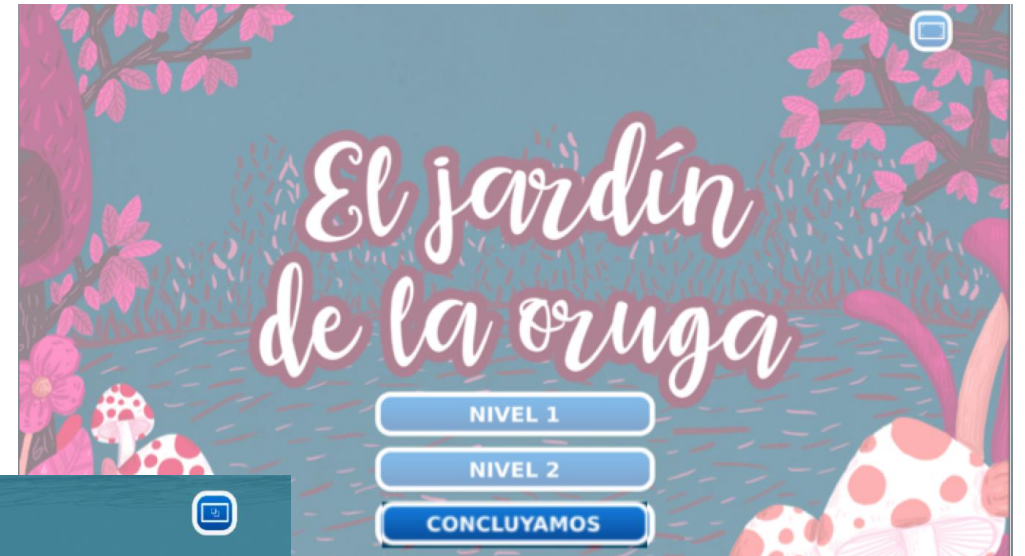 El jardín
de la oruga
NIVEL 1
NIVEL 2
CONCLUYAMOS